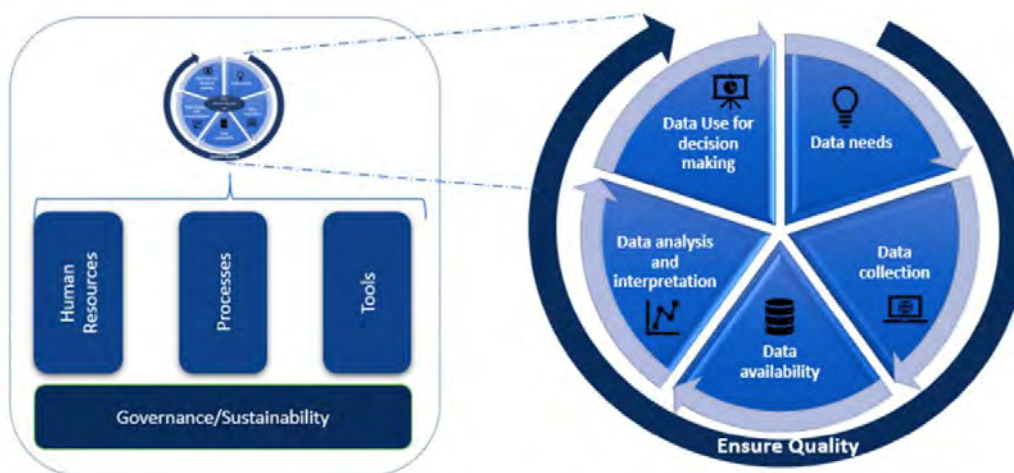 Human
Resources
Processes
Tools
Governance/Sustainability
Data Use for
decision
making
Data needs
Data analysis
and
interpretation
Data
collection
Data
availability
Ensure Quality